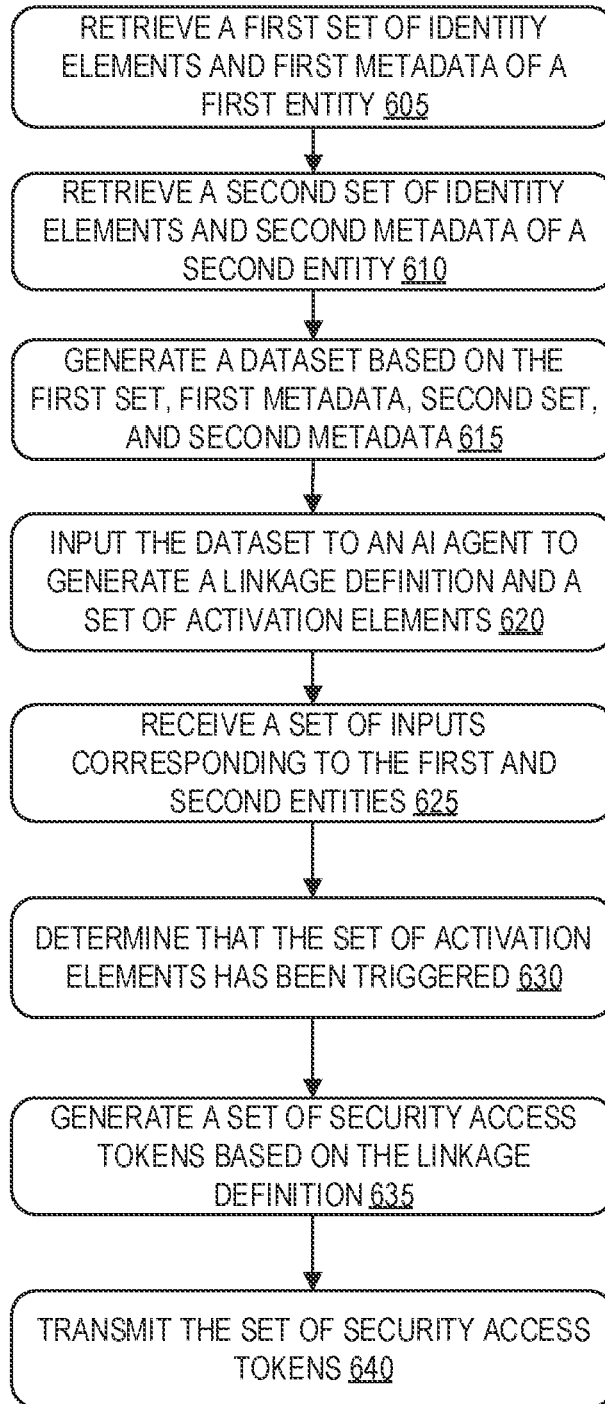 RETRIEVE A FIRST SET OF IDENTITY
ELEMENTS AND FIRST METADATA OF A
FIRST ENTITY 605
RETRIEVE A SECOND SET OF IDENTITY
ELEMENTS AND SECOND METADATA OF A
SECOND ENTITY 610
GENERATE A DATASET BASED ON THE
FIRST SET, FIRST METADATA, SECOND SET,
AND SECOND METADATA 615
INPUT THE DATASET TO AN AI AGENT TO
GENERATE A LINKAGE DEFINITION AND A
SET OF ACTIVATION ELEMENTS 620
RECEIVE A SET OF INPUTS
CORRESPONDING TO THE FIRST AND
SECOND ENTITIES 625
DETERMINE THAT THE SET OF ACTIVATION
ELEMENTS HAS BEEN TRIGGERED 630
GENERATE A SET OF SECURITY ACCESS
TOKENS BASED ON THE LINKAGE
DEFINITION 635
TRANSMIT THE SET OF SECURITY ACCESS
TOKENS 640